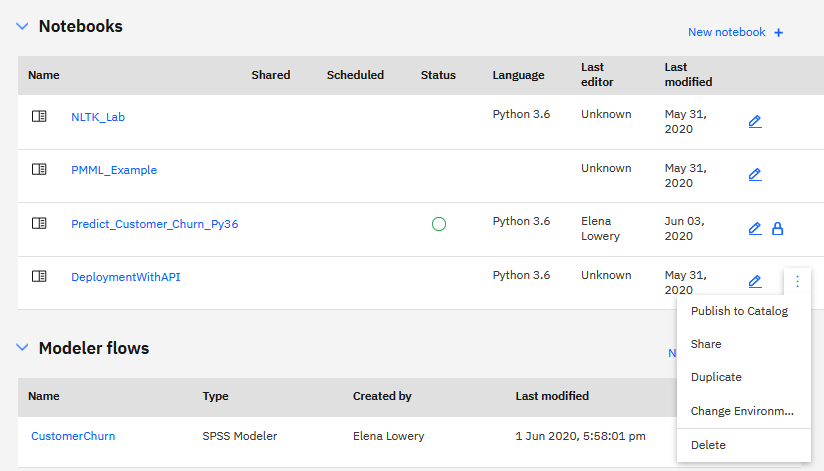 Notebooks
New notebook +
Name Shared Scheduled Status Language Last editor Last modified
NLTK_Lab Python 3.6 Unknown May 31, 2020
PMML_Example Unknown May 31, 2020
Predict_Customer_Churn_Py36 Python 3.6 Elena Lowery Jun 03, 2020
DeploymentWithAPI Python 3.6 Unknown May 31, 2020
Publish to Catalog
Share
Duplicate
Change Environm...
Delete
Modeler flows
N
Name Type Created by Last modified
CustomerChurn SPSS Modeler Elena Lowery 1 Jun 2020, 5:58:01 pm